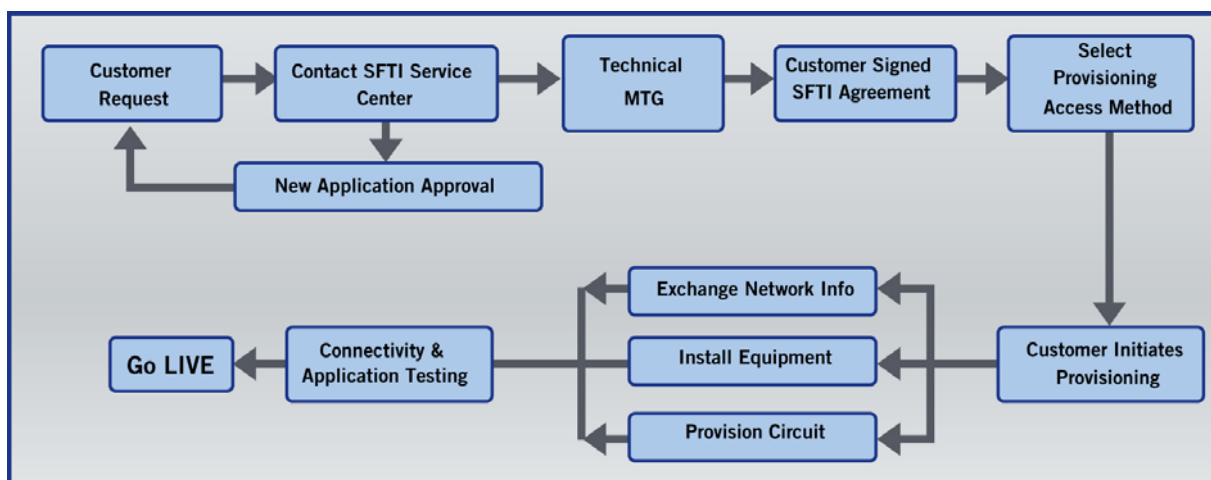 Customer
Request
Contact SFTI Service
Center
Technical
MTG
Customer Signed
SFTI Agreement
Select
Provisioning
Access Method
New Application Approval
Exchange Network Info
Install Equipment
Provision Circuit
Customer Initiates
Provisioning
Connectivity &
Application Testing
Go LIVE